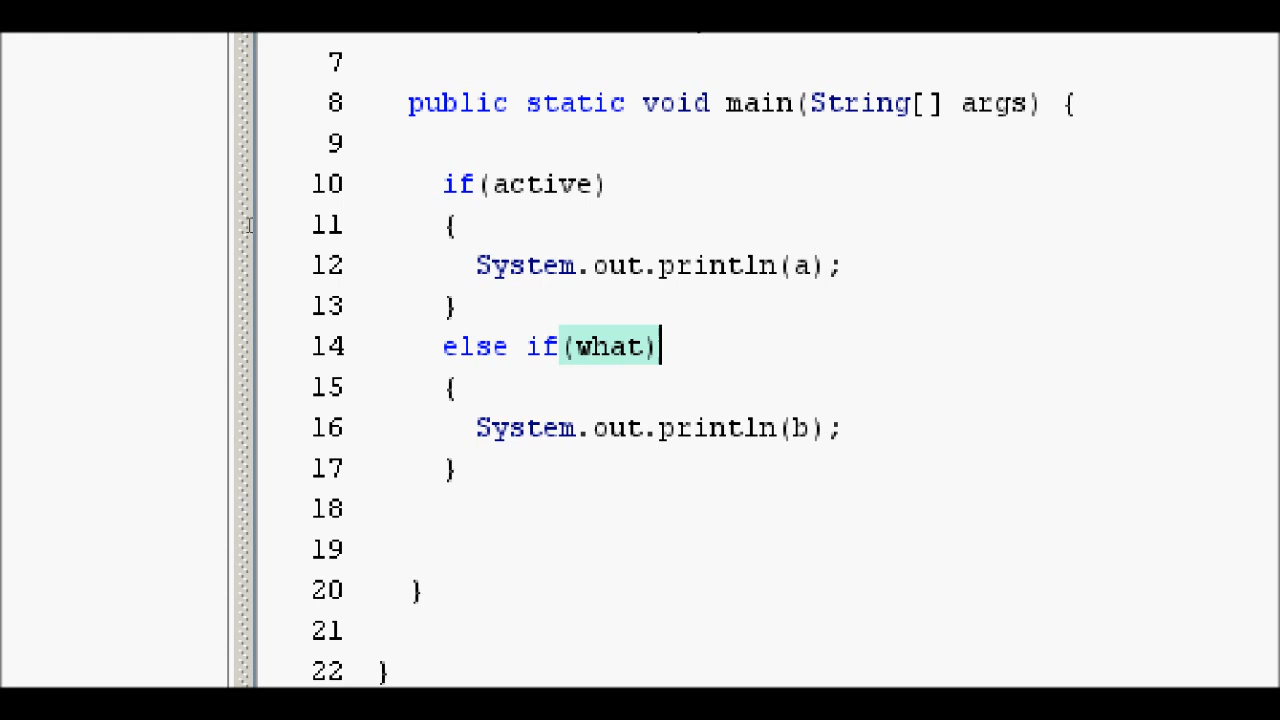 7
8 public static void main(String[] args) {
9
10 if(active)
11 {
12 System.out.println(a);
13 }
14 else if(what)
15 {
16 System.out.println(b);
17 }
18
19
20 }
21
22 }